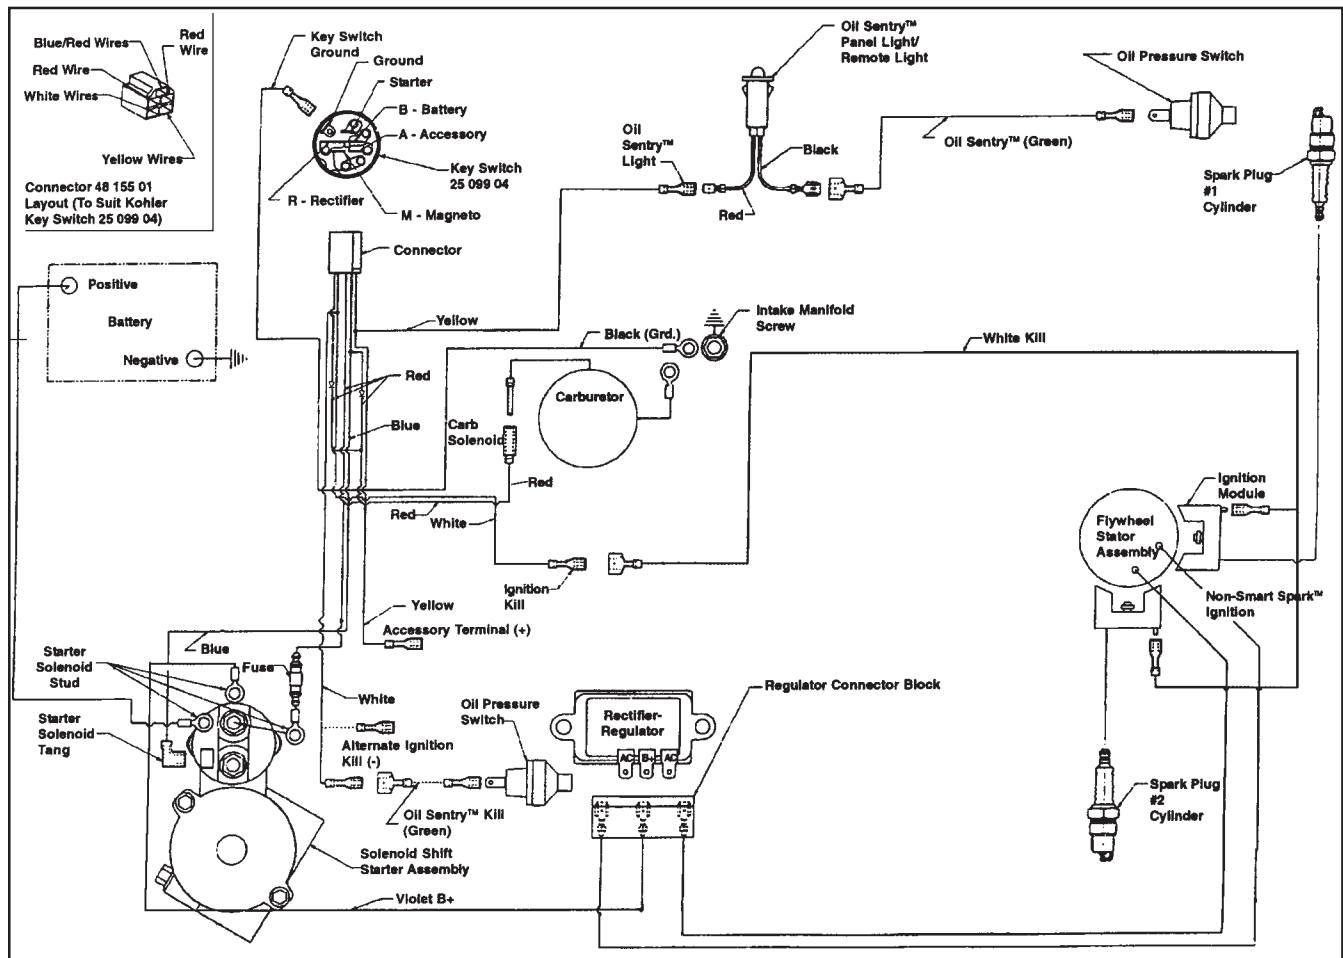 Blue/Red Wires
Red
Wire
Red Wire
White Wires
Yellow Wires
Connector 48 155 01
Layout (To Suit Kohler
Key Switch 25 099 04)
Key Switch
Ground
Ground
Starter
B - Battery
A - Accessory
Key Switch
25 099 04
R - Rectifier
M - Magneto
Connector
Oil Sentry™
Panel Light/
Remote Light
Oil
Sentry™
Light
Black
Red
Oil Pressure Switch
Oil Sentry™ (Green)
Spark Plug
#1
Cylinder
Positive
Battery
Negative
Yellow
Black (Grd.)
Intake Manifold
Screw
White Kill
Red
Blue
Carb
Solenoid
Carburetor
Red
Red
White
Ignition
Kill
Ignition
Module
Flywheel
Stator
Assembly
Non-Smart Spark™
Ignition
Yellow
Accessory Terminal (+)
Blue
Starter
Solenoid
Stud
Fuse
White
Starter
Solenoid
Tang
Alternate Ignition
Kill (-)
Oil Pressure
Switch
Rectifier-
Regulator
AC
B+
AC
Regulator Connector Block
Oil Sentry™ Kill
(Green)
Spark Plug
#2
Cylinder
Solenoid Shift
Starter Assembly
Violet B+